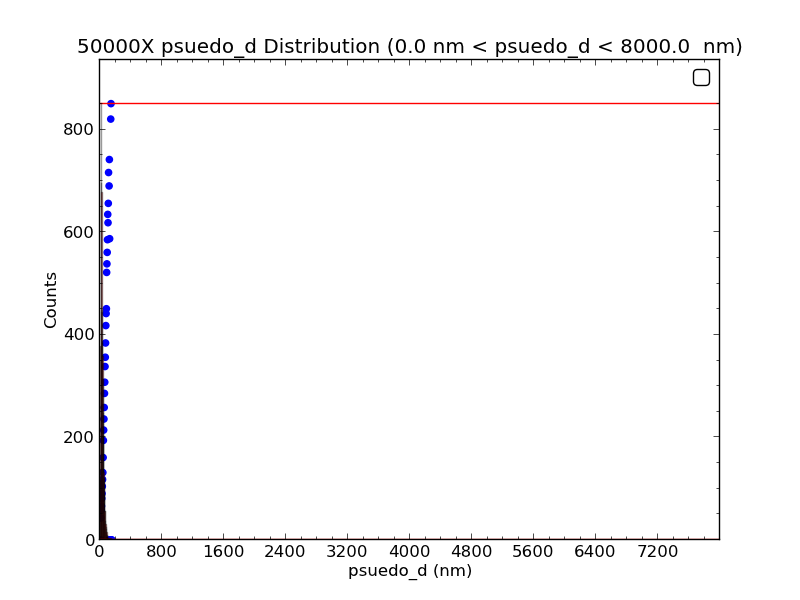 50000X psuedo_d Distribution (0.0 nm < psuedo_d < 8000.0  nm)
800
600
Counts
400
200
0
0 800 1600 2400 3200 4000 4800 5600 6400 7200
psuedo_d (nm)